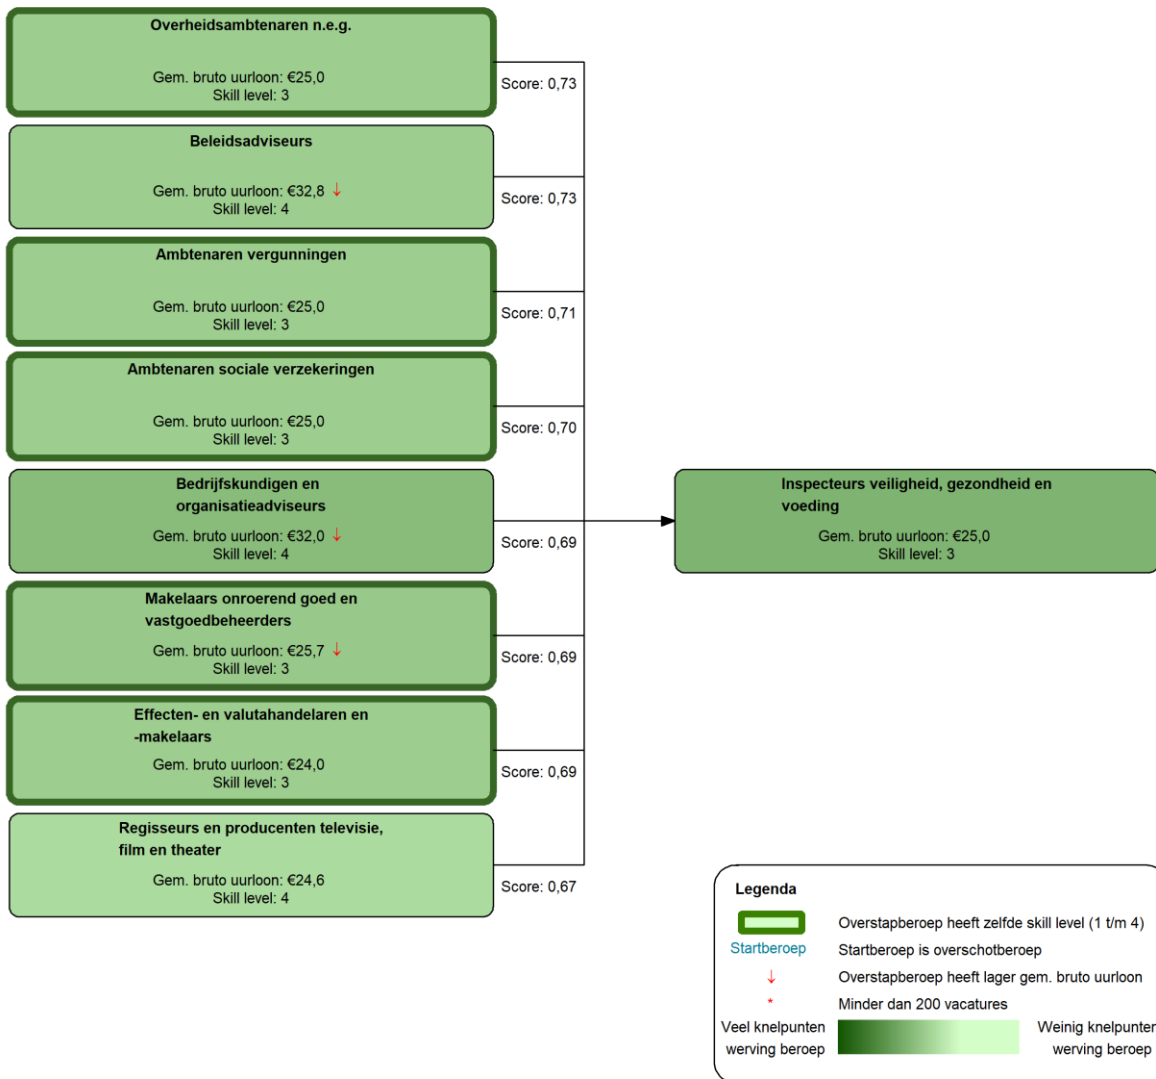 Overheidsambtenaren n.e.g.
Gem. bruto uurloon: €25,0
Skill level: 3
Score: 0,73
Beleidsadviseurs
Gem. bruto uurloon: €32,8 ↓
Skill level: 4
Score: 0,73
Ambtenaren vergunningen
Gem. bruto uurloon: €25,0
Skill level: 3
Score: 0,71
Ambtenaren sociale verzekeringen
Gem. bruto uurloon: €25,0
Skill level: 3
Score: 0,70
Bedrijfskundigen en
organisatieadviseurs
Gem. bruto uurloon: €32,0 ↓
Skill level: 4
Score: 0,69
Makelaars onroerend goed en
vastgoedbeheerders
Gem. bruto uurloon: €25,7 ↓
Skill level: 3
Score: 0,69
Effecten- en valutahandelaren en
-makelaars
Gem. bruto uurloon: €24,0
Skill level: 3
Score: 0,69
Regisseurs en producenten televisie,
film en theater
Gem. bruto uurloon: €24,6
Skill level: 4
Score: 0,67
Inspecteurs veiligheid, gezondheid en
voeding
Gem. bruto uurloon: €25,0
Skill level: 3
Legenda
Overstapberoep heeft zelfde skill level (1 t/m 4)
Startberoep Startberoep is overschotberoep
↓ Overstapberoep heeft lager gem. bruto uurloon
* Minder dan 200 vacatures
Veel knelpunten
werving beroep
Weinig knelpunten
werving beroep